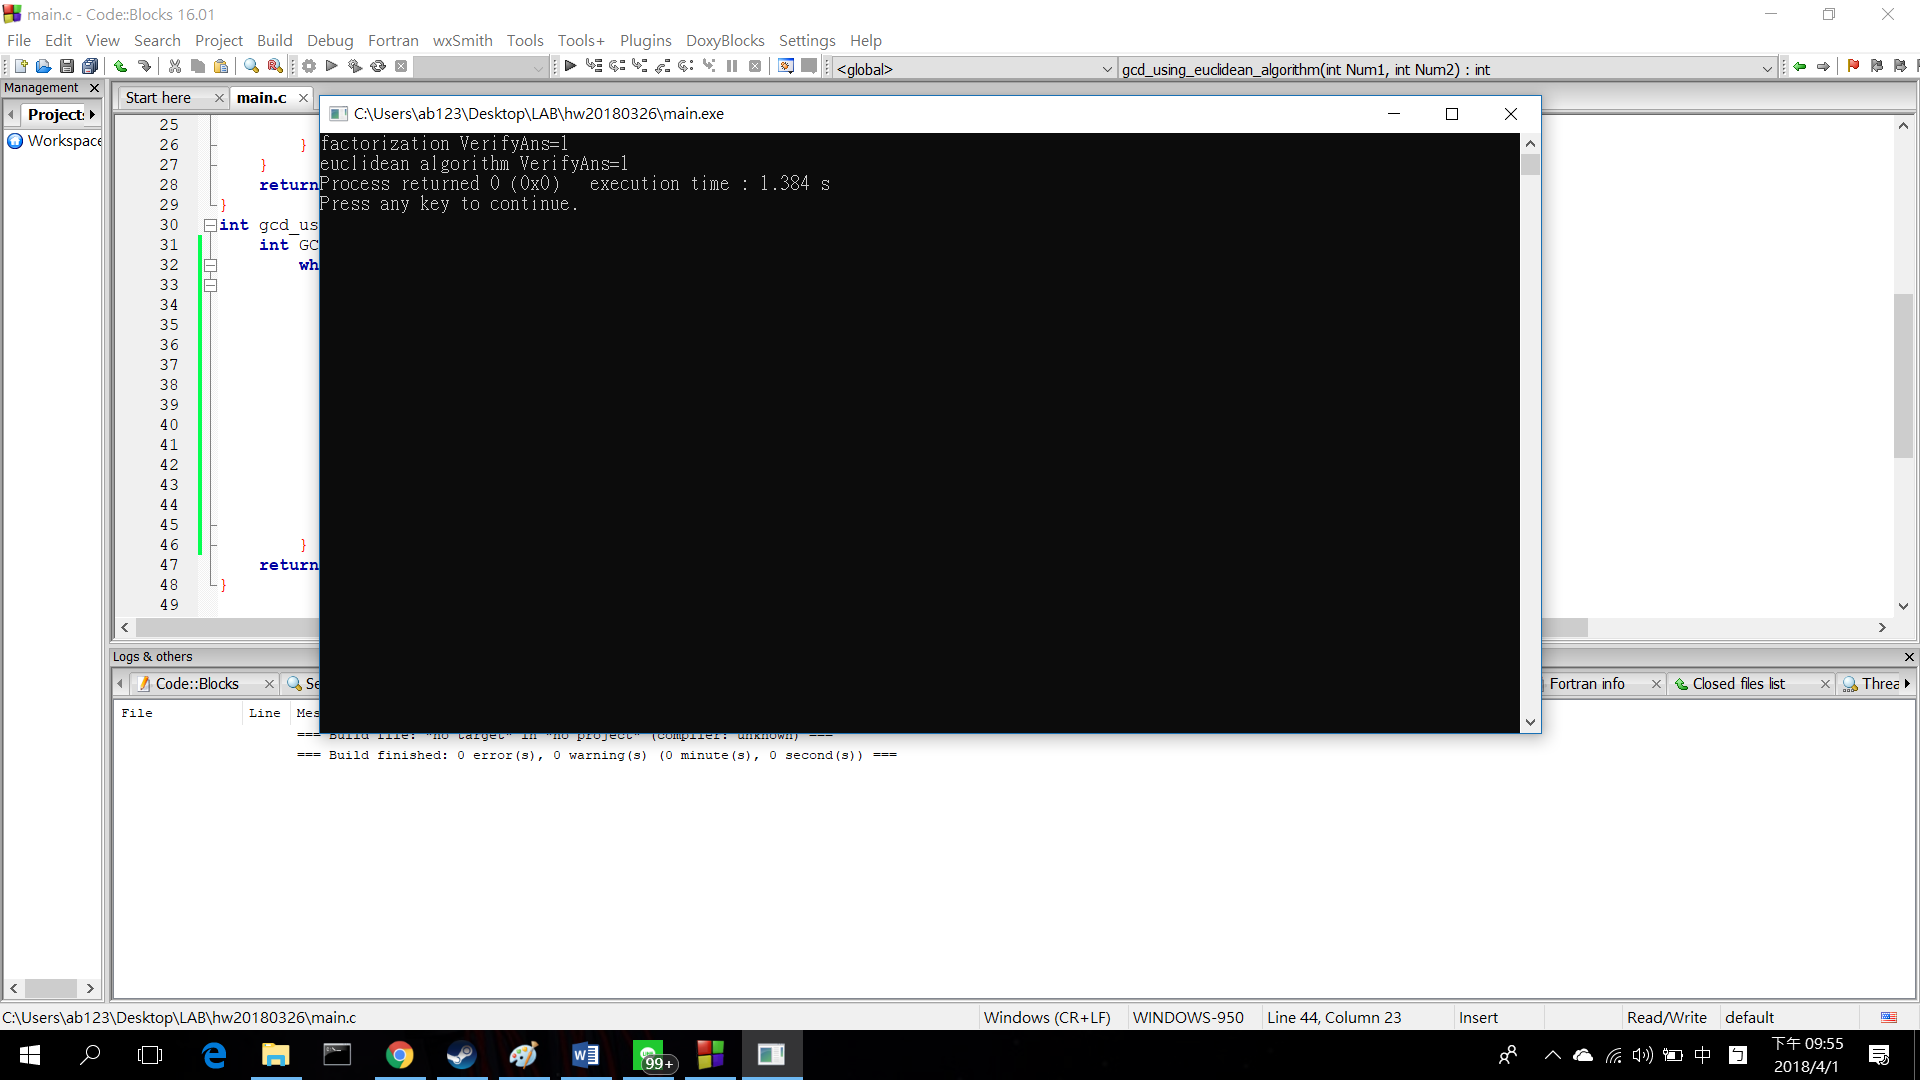 main.c - Code::Blocks 16.01
File Edit View Search Project Build Debug Fortran wxSmith Tools Tools+ Plugins DoxyBlocks Settings Help
<global>
gcd_using_euclidean_algorithm(int Num1, int Num2) : int
Management
Projects
Workspace
Start here
main.c
C:\Users\ab123\Desktop\LAB\hw20180326\main.exe
factorization VerifyAns=1
euclidean algorithm VerifyAns=1
Process returned 0 (0x0) execution time : 1.384 s
Press any key to continue.
25
26 }
27 }
28 return
29 }
30 int gcd_us
31 int GC
32 wh
33
34
35
36
37
38
39
40
41
42
43
44
45
46 }
47 return
48 }
49
Logs & others
Code::Blocks
Se
Fortran info
Closed files list
Threa
File Line Mes
=== Build file: "no target" in "no project" (compiler: unknown) ===
=== Build finished: 0 error(s), 0 warning(s) (0 minute(s), 0 second(s)) ===
C:\Users\ab123\Desktop\LAB\hw20180326\main.c
Windows (CR+LF)
WINDOWS-950
Line 44, Column 23
Insert
Read/Write
default
99+
中
下午 09:55
2018/4/1